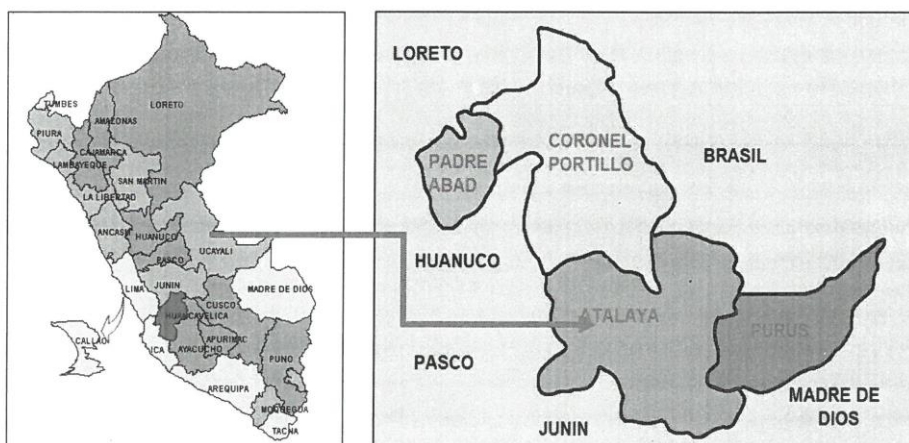 TUMBES
LORETO
PIURA
AMAZONAS
CAJAMARCA
LAMBAYEQUE
SAN MARTIN
LA LIBERTAD
ANCASH
HUANUCO
UCAYALI
PASCO
LIMA
JUNIN
MADRE DE DIOS
CUSCO
HUANCAVELICA
CALLAO
ICA
AYACUCHO
APURIMAC
PUNO
AREQUIPA
MOQUEGUA
TACNA
LORETO
CORONEL
PORTILLO
BRASIL
PADRE
ABAD
HUANUCO
ATALAYA
PURUS
PASCO
MADRE DE
DIOS
JUNIN